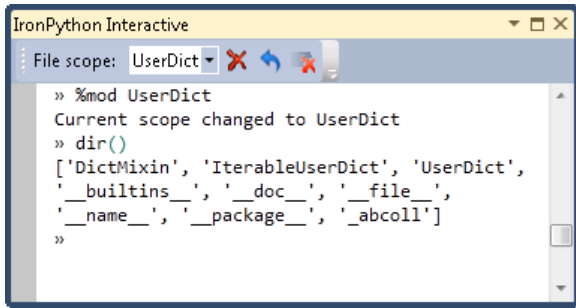 IronPython Interactive
File scope: UserDict
» %mod UserDict
Current scope changed to UserDict
» dir()
['DictMixin', 'IterableUserDict', 'UserDict',
'__builtins__', '__doc__', '__file__',
'__name__', '__package__', '_abcoll']
»